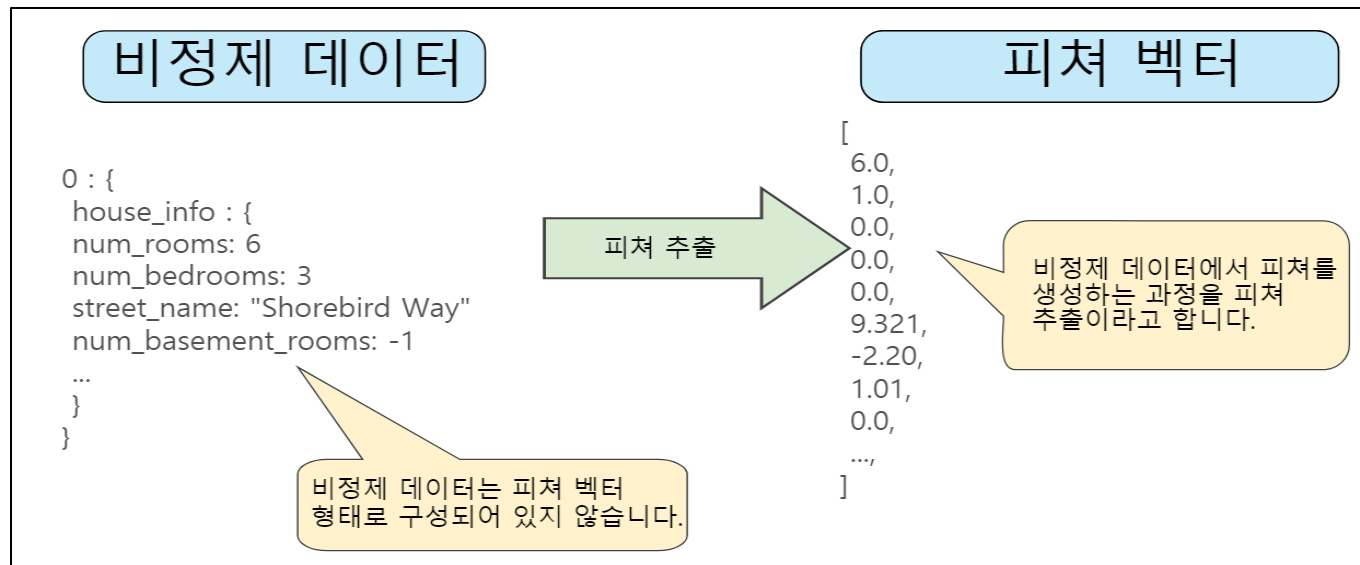 비정제 데이터
0 : {
house_info : {
num_rooms: 6
num_bedrooms: 3
street_name: "Shorebird Way"
num_basement_rooms: -1
...
}
}
비정제 데이터는 피쳐 벡터
형태로 구성되어 있지 않습니다.
피쳐 추출
피쳐 벡터
[
6.0,
1.0,
0.0,
0.0,
0.0,
9.321,
-2.20,
1.01,
0.0,
...,
]
비정제 데이터에서 피쳐를
생성하는 과정을 피쳐
추출이라고 합니다.